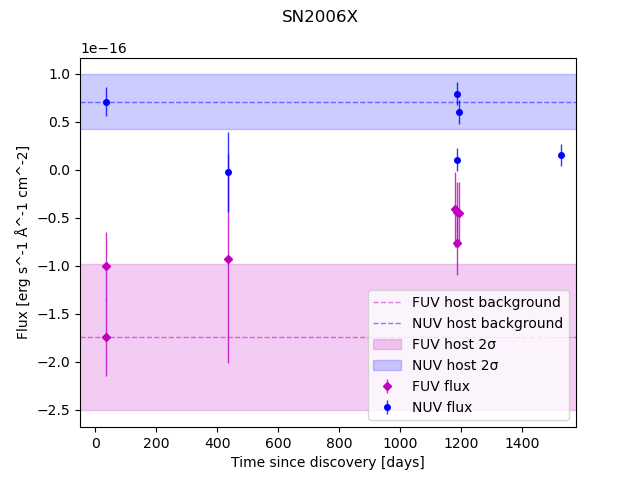 SN2006X
1e−16
1.0
0.5
0.0
−0.5
−1.0
−1.5
−2.0
−2.5
Flux [erg s^-1 Å^-1 cm^-2]
FUV host background
NUV host background
FUV host 2σ
NUV host 2σ
FUV flux
NUV flux
0 200 400 600 800 1000 1200 1400
Time since discovery [days]